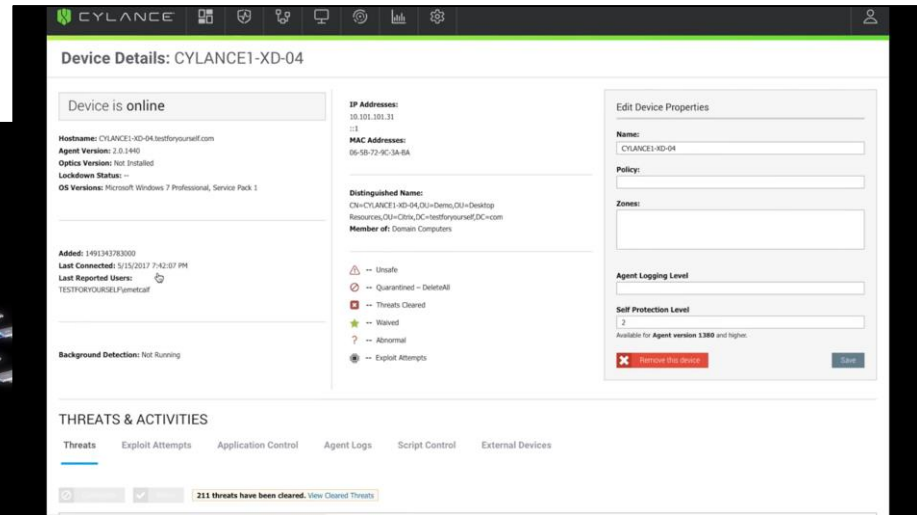 CYLANCE
Device Details: CYLANCE1-XD-04
Device is online
Hostname: CYLANCE1-XD-04.testforyourself.com
Agent Version: 2.0.1440
Optics Version: Not Installed
Lockdown Status: --
OS Versions: Microsoft Windows 7 Professional, Service Pack 1
Added: 1491343783000
Last Connected: 5/15/2017 7:42:07 PM
Last Reported Users:
TESTFORYOURSELF\emetcalf
Background Detection: Not Running
IP Addresses:
10.101.101.31
::1
MAC Addresses:
06-5B-72-9C-3A-BA
Distinguished Name:
CN=CYLANCE1-XD-04,OU=Demo,OU=Desktop
Resources,OU=Citrix,DC=testforyourself,DC=com
Member of: Domain Computers
-- Unsafe
-- Quarantined -- DeleteAll
-- Threats Cleared
-- Waived
? -- Abnormal
-- Exploit Attempts
Edit Device Properties
Name:
CYLANCE1-XD-04
Policy:
Zones:
Agent Logging Level
Self Protection Level
2
Available for Agent version 1380 and higher.
Remove this device
Save
THREATS & ACTIVITIES
Threats Exploit Attempts Application Control Agent Logs Script Control External Devices
211 threats have been cleared. View Cleared Threats